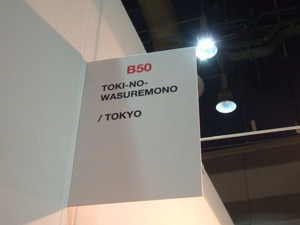 B50
TOKI-NO-
WASUREMONO
/ TOKYO